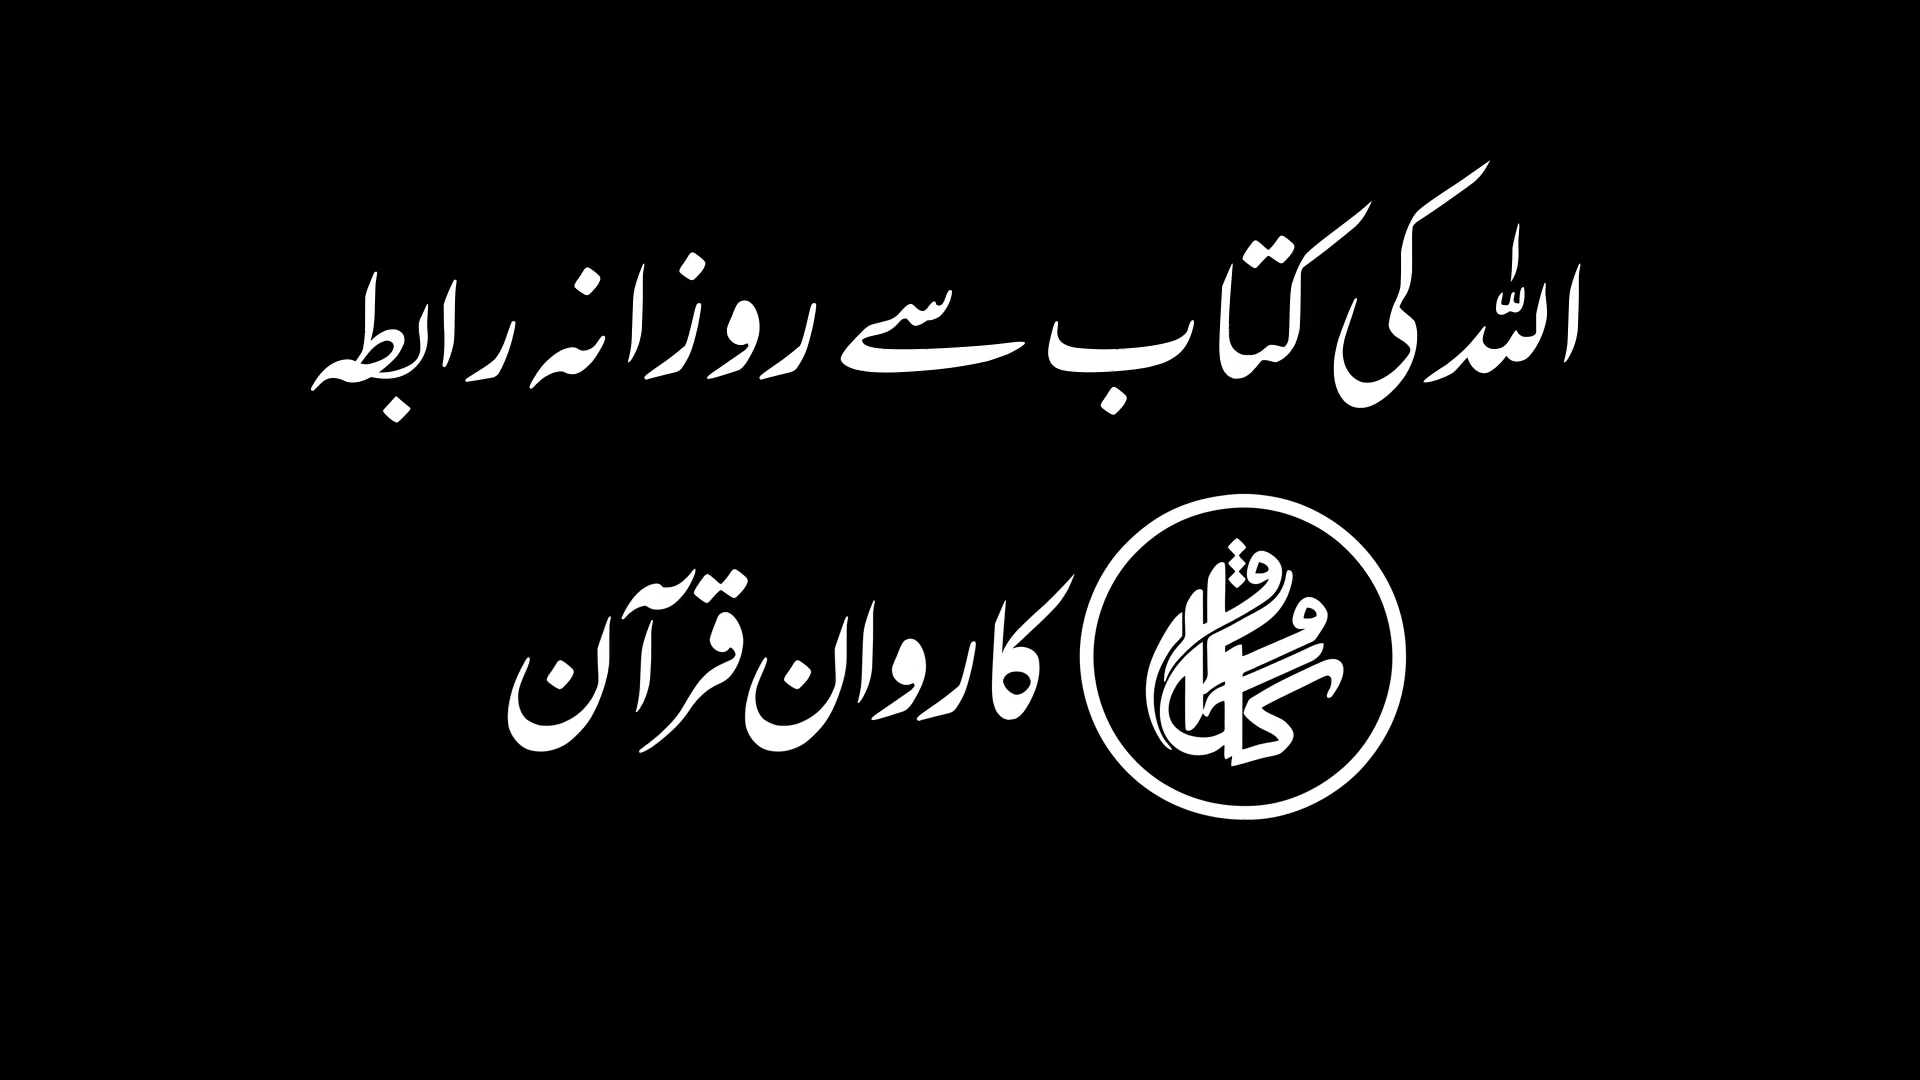 اللہ کی کتاب سے روزانہ رابطہ
کاروان قرآن